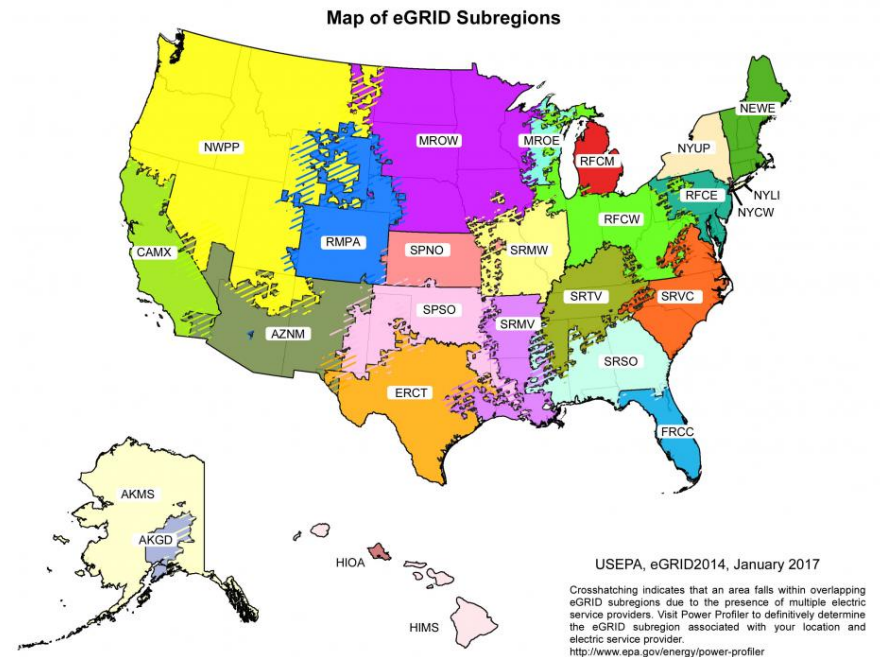 Map of eGRID Subregions
NEWE
MROW
MROE
NWPP
NYUP
RFCM
RFCE
NYLI
NYCW
RFCW
RMPA
SPNO
SRMW
CAMX
SRTV
SRVC
SPSO
SRMV
AZNM
SRSO
ERCT
FRCC
AKMS
AKGD
HIOA
HIMS
USEPA, eGRID2014, January 2017
Crosshatching indicates that an area falls within overlapping
eGRID subregions due to the presence of multiple electric
service providers. Visit Power Profiler to definitively determine
the eGRID subregion associated with your location and
electric service provider.
http://www.epa.gov/energy/power-profiler